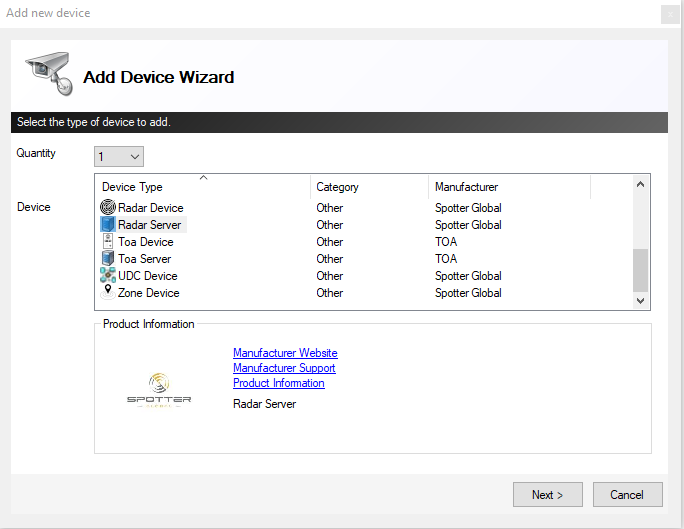 Add new device
x
Add Device Wizard
Select the type of device to add.
Quantity 1
Device Type Category Manufacturer
Device
Radar Device Other Spotter Global
Radar Server Other Spotter Global
Toa Device Other TOA
Toa Server Other TOA
UDC Device Other Spotter Global
Zone Device Other Spotter Global
Product Information
Manufacturer Website
Manufacturer Support
Product Information
SPOTTER
Radar Server
Next >
Cancel